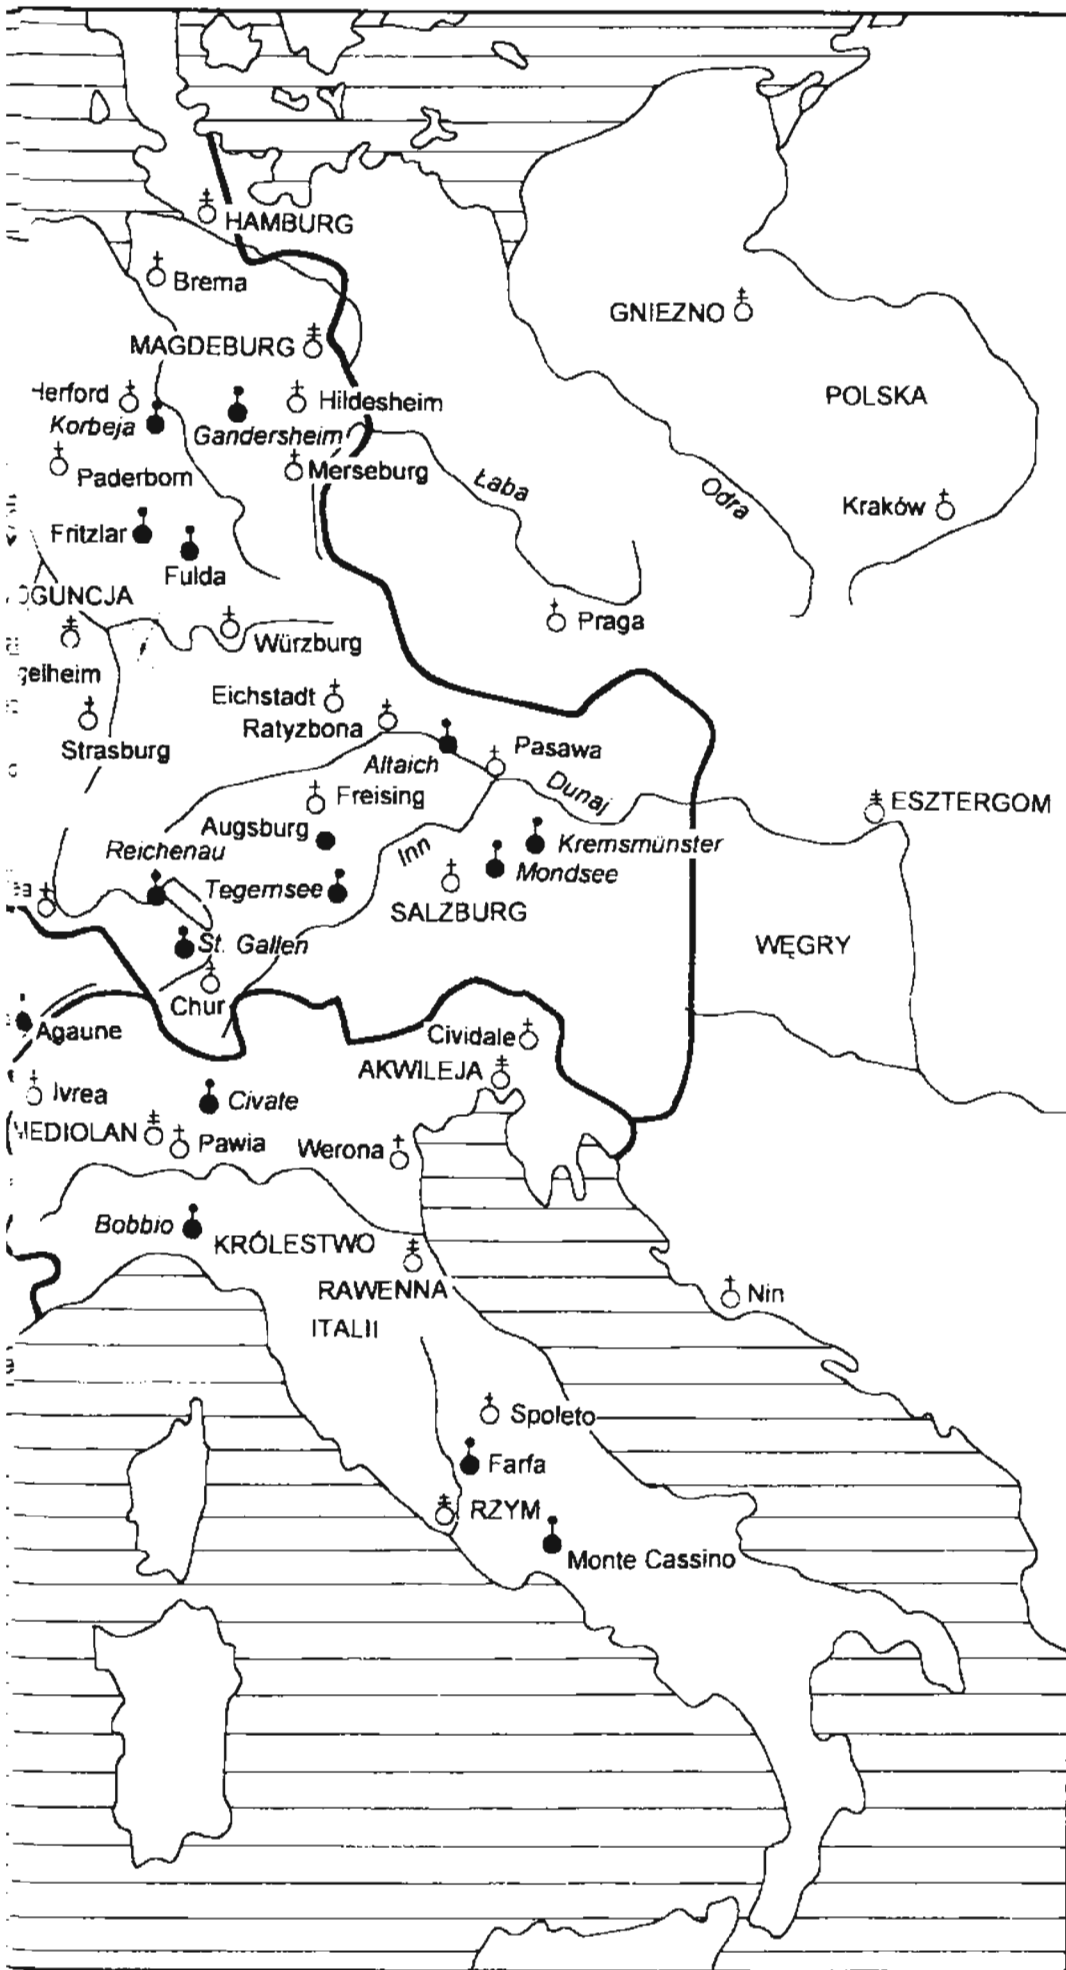 HAMBURG
Brema
GNIEZNO
MAGDEBURG
Herford
Hildesheim
POLSKA
Korbeja
Gandersheim
Paderborn
Merseburg
Łaba
Odra
Kraków
Fritzlar
Fulda
OGUNCJA
Praga
Würzburg
gelheim
Eichstadt
Ratyzbona
Strasburg
Altaich
Pasawa
Dunaj
Freising
ESZTERGOM
Augsburg
Inn
Kremsmünster
Reichenau
Mondsee
Tegernsee
SALZBURG
St. Gallen
WĘGRY
Chur
Agaune
Cividale
AKWILEJA
Ivrea
Civate
MEDIOLAN
Pawia
Werona
Bobbio
KRÓLESTWO
RAWENNA
Nin
ITALII
Spoleto
Farfa
RZYM
Monte Cassino